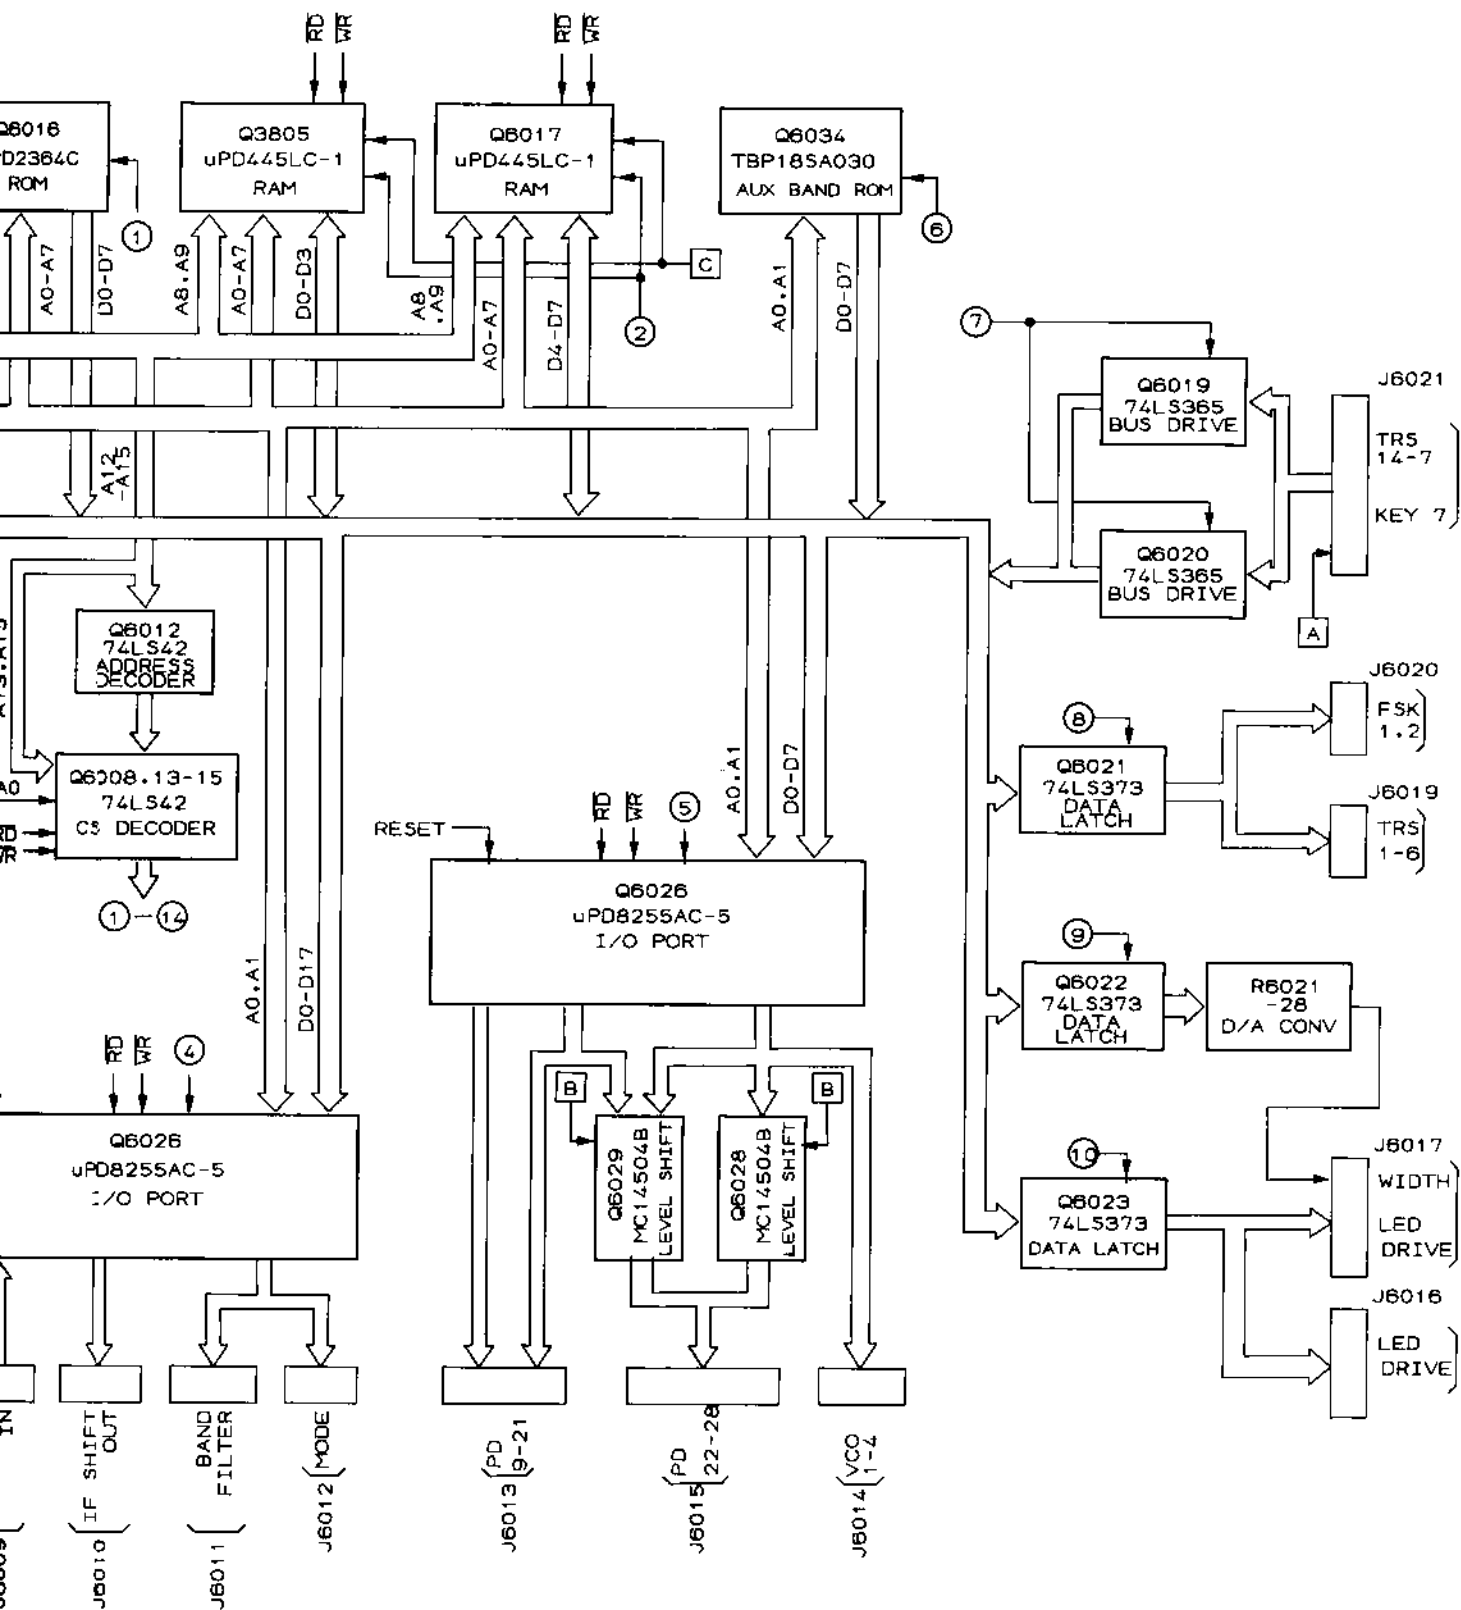 RD WR
RD WR
Q6016
D2364C
ROM
Q3805
uPD445LC-1
RAM
Q6017
uPD445LC-1
RAM
Q6034
TBP18SA030
AUX BAND ROM
1
6
C
2
A0-A7
D0-D7
A8.A9
A0-A7
D0-D3
A8
.A9
A0-A7
D4-D7
A0.A1
D0-D7
7
Q6019
74LS365
BUS DRIVE
J6021
TRS
14-7
KEY 7
A12
-A15
Q6020
74LS365
BUS DRIVE
A
Q6012
74LS42
ADDRESS
DECODER
J6020
FSK
1.2
8
Q6021
74LS373
DATA
LATCH
J6019
TRS
1-6
A0
RD
WR
Q6008.13-15
74LS42
CS DECODER
1-14
RESET
RD WR 5
A0.A1
D0-D7
Q6026
uPD8255AC-5
I/O PORT
9
Q6022
74LS373
DATA
LATCH
R6021
-28
D/A CONV
A0.A1
D0-D17
RD WR 4
B
B
Q6026
uPD8255AC-5
I/O PORT
Q6029
MC14504B
LEVEL SHIFT
Q6028
MC14504B
LEVEL SHIFT
10
Q6023
74LS373
DATA LATCH
J6017
WIDTH
LED
DRIVE
J6016
LED
DRIVE
IN
IF SHIFT
OUT
J6010
BAND
FILTER
J6011
MODE
J6012
PD
9-21
J6013
PD
22-28
J6015
VCO
1-4
J6014